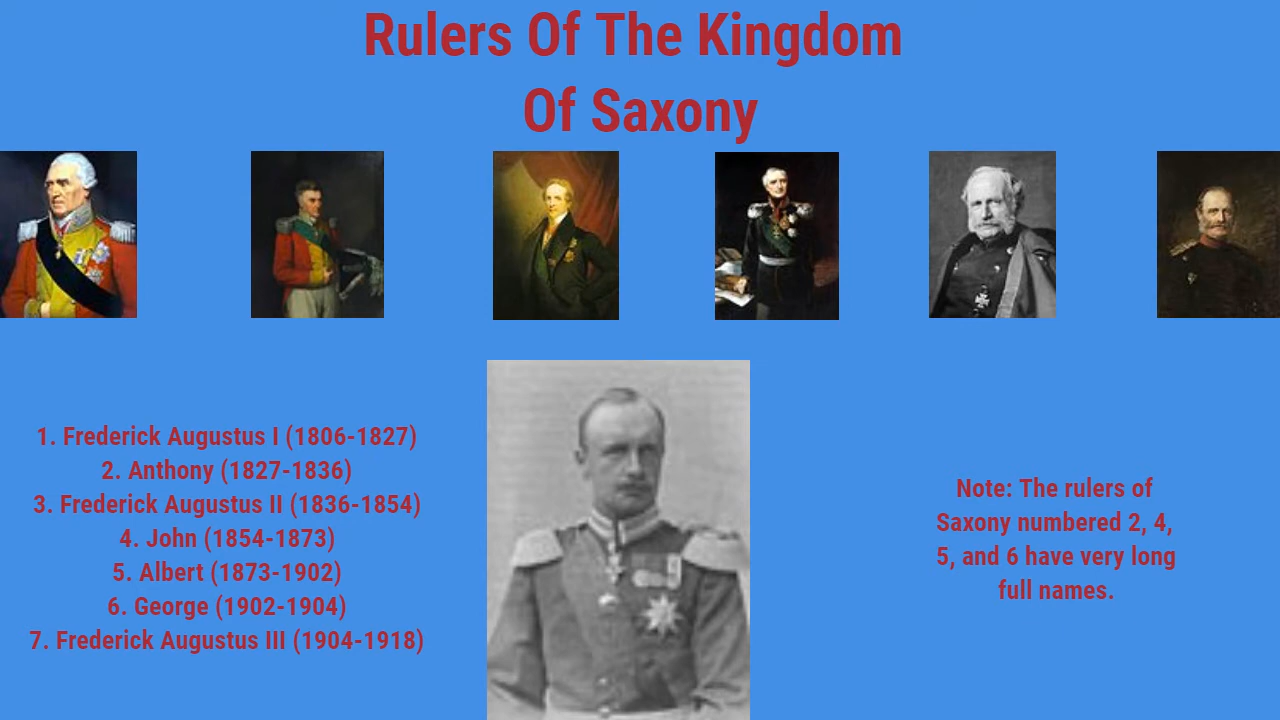 Rulers Of The Kingdom
Of Saxony
1. Frederick Augustus I (1806-1827)
2. Anthony (1827-1836)
3. Frederick Augustus II (1836-1854)
4. John (1854-1873)
5. Albert (1873-1902)
6. George (1902-1904)
7. Frederick Augustus III (1904-1918)
Note: The rulers of
Saxony numbered 2, 4,
5, and 6 have very long
full names.